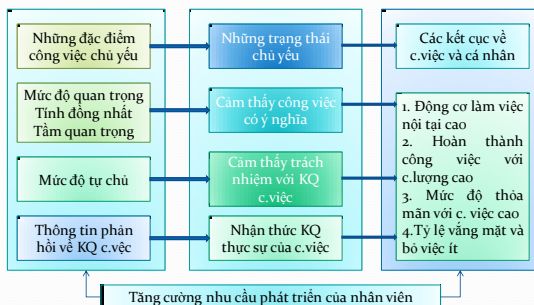 Những đặc điểm
công việc chủ yếu
Những trạng thái
chủ yếu
Các kết cục về
c.việc và cá nhân
Mức độ quan trọng
Tính đồng nhất
Tầm quan trọng
Cảm thấy công việc
có ý nghĩa
1. Động cơ làm việc
nội tại cao
2. Hoàn thành
công việc với
c.lượng cao
3. Mức độ thỏa
mãn với c. việc cao
4.Tỷ lệ vắng mặt và
bỏ việc ít
Mức độ tự chủ
Cảm thấy trách
nhiệm với KQ
c.việc
Thông tin phản
hồi về KQ c.vệc
Nhận thức KQ
thực sự của c.việc
Tăng cường nhu cầu phát triển của nhân viên